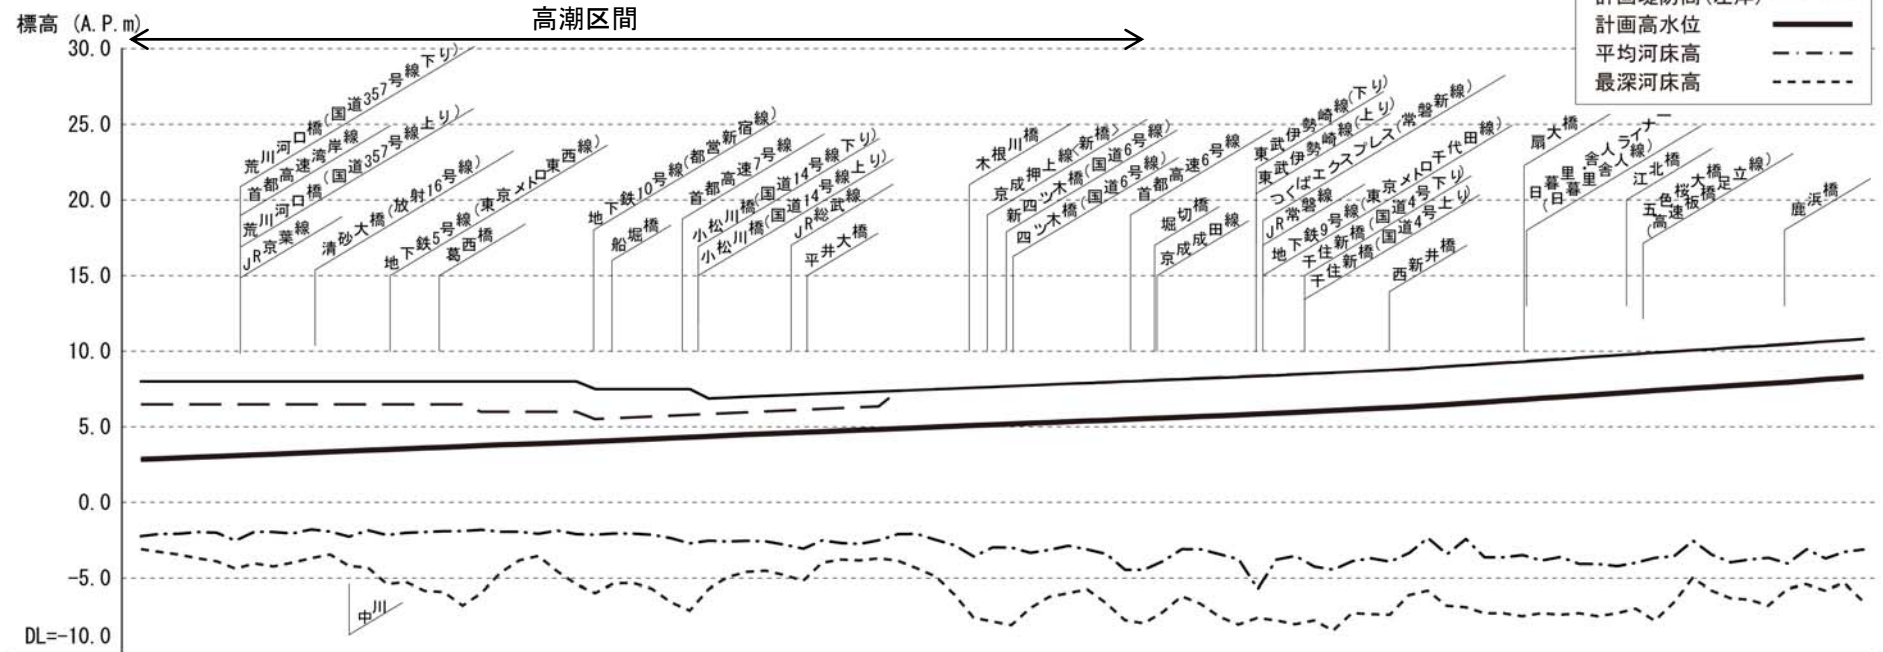 標高 (A.P.m)
高潮区間
計画堤防高(左岸)
計画高水位
平均河床高
最深河床高
30.0
25.0
20.0
15.0
10.0
5.0
0.0
-5.0
DL=-10.0
荒川河口橋(国道357号線下り)
首都高速湾岸線
荒川河口橋(国道357号線上り)
JR京葉線
清砂大橋(放射16号線)
地下鉄5号線(東京メトロ東西線)
葛西橋
地下鉄10号線(都営新宿線)
船堀橋
首都高速7号線
小松川橋(国道14号線下り)
小松川橋(国道14号線上り)
JR総武線
平井大橋
木根川橋
京成押上線<新橋>
新四ツ木橋(国道6号線)
四ツ木橋(国道6号線)
首都高速6号線
堀切橋
京成成田線
東武伊勢崎線(下り)
東武伊勢崎線(上り)
つくばエクスプレス(常磐新線)
JR常磐線
地下鉄9号線(東京メトロ千代田線)
千住新橋(国道4号下り)
千住新橋(国道4号上り)
西新井橋
扇大橋
日暮里舎人ライナー
(日暮里舎人線)
江北橋
五色桜大橋
(高速板橋足立線)
鹿浜橋
中川